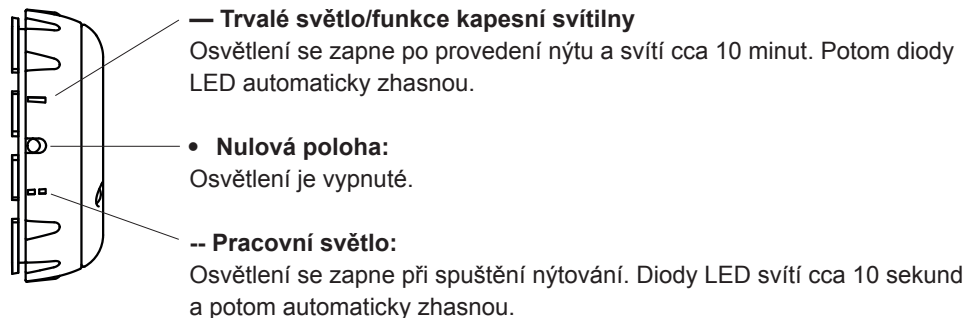 — Trvalé světlo/funkce kapesní svítilny
Osvětlení se zapne po provedení nýtu a svítí cca 10 minut. Potom diody
LED automaticky zhasnou.
• Nulová poloha:
Osvětlení je vypnuté.
-- Pracovní světlo:
Osvětlení se zapne při spuštění nýtování. Diody LED svítí cca 10 sekund
a potom automaticky zhasnou.